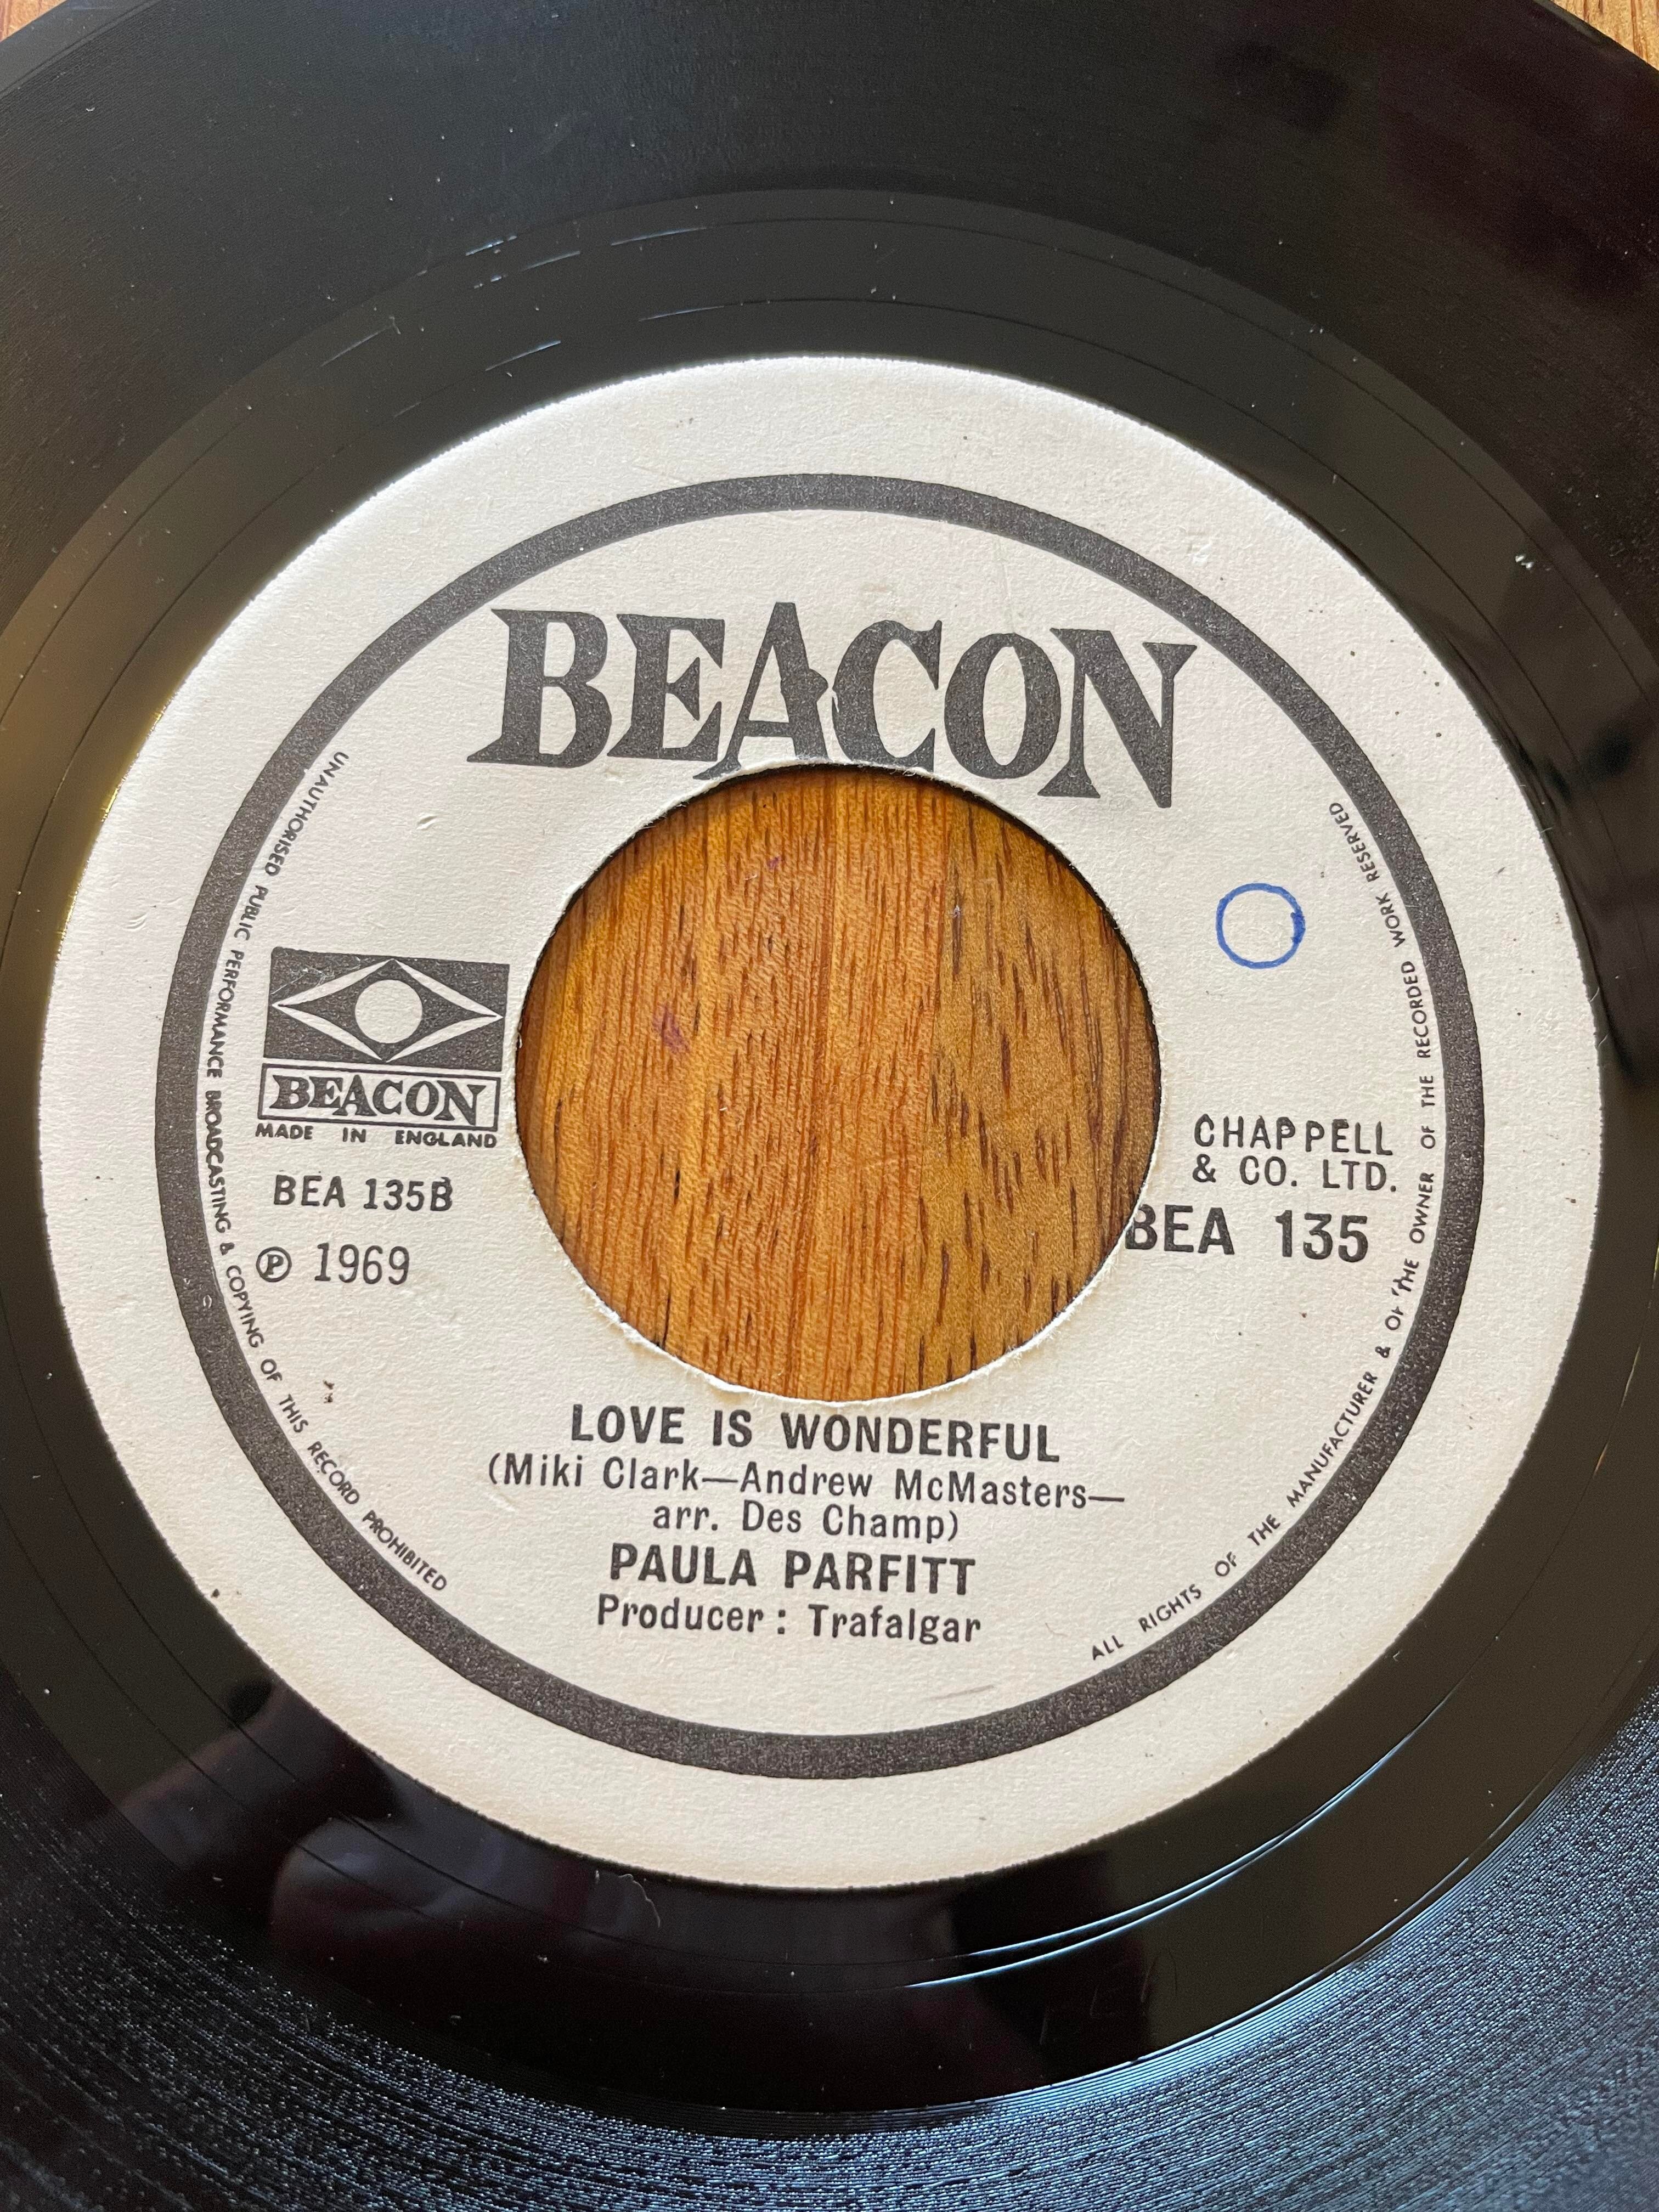 BEACON
UNAUTHORISED PUBLIC PERFORMANCE BROADCASTING & COPYING OF THIS RECORD PROHIBITED
ALL RIGHTS OF THE MANUFACTURER & OF THE OWNER OF THE RECORDED WORK RESERVED
BEACON
MADE IN ENGLAND
BEA 135B
℗ 1969
CHAPPELL
& CO. LTD.
BEA 135
LOVE IS WONDERFUL
(Miki Clark—Andrew McMasters—
arr. Des Champ)
PAULA PARFITT
Producer : Trafalgar